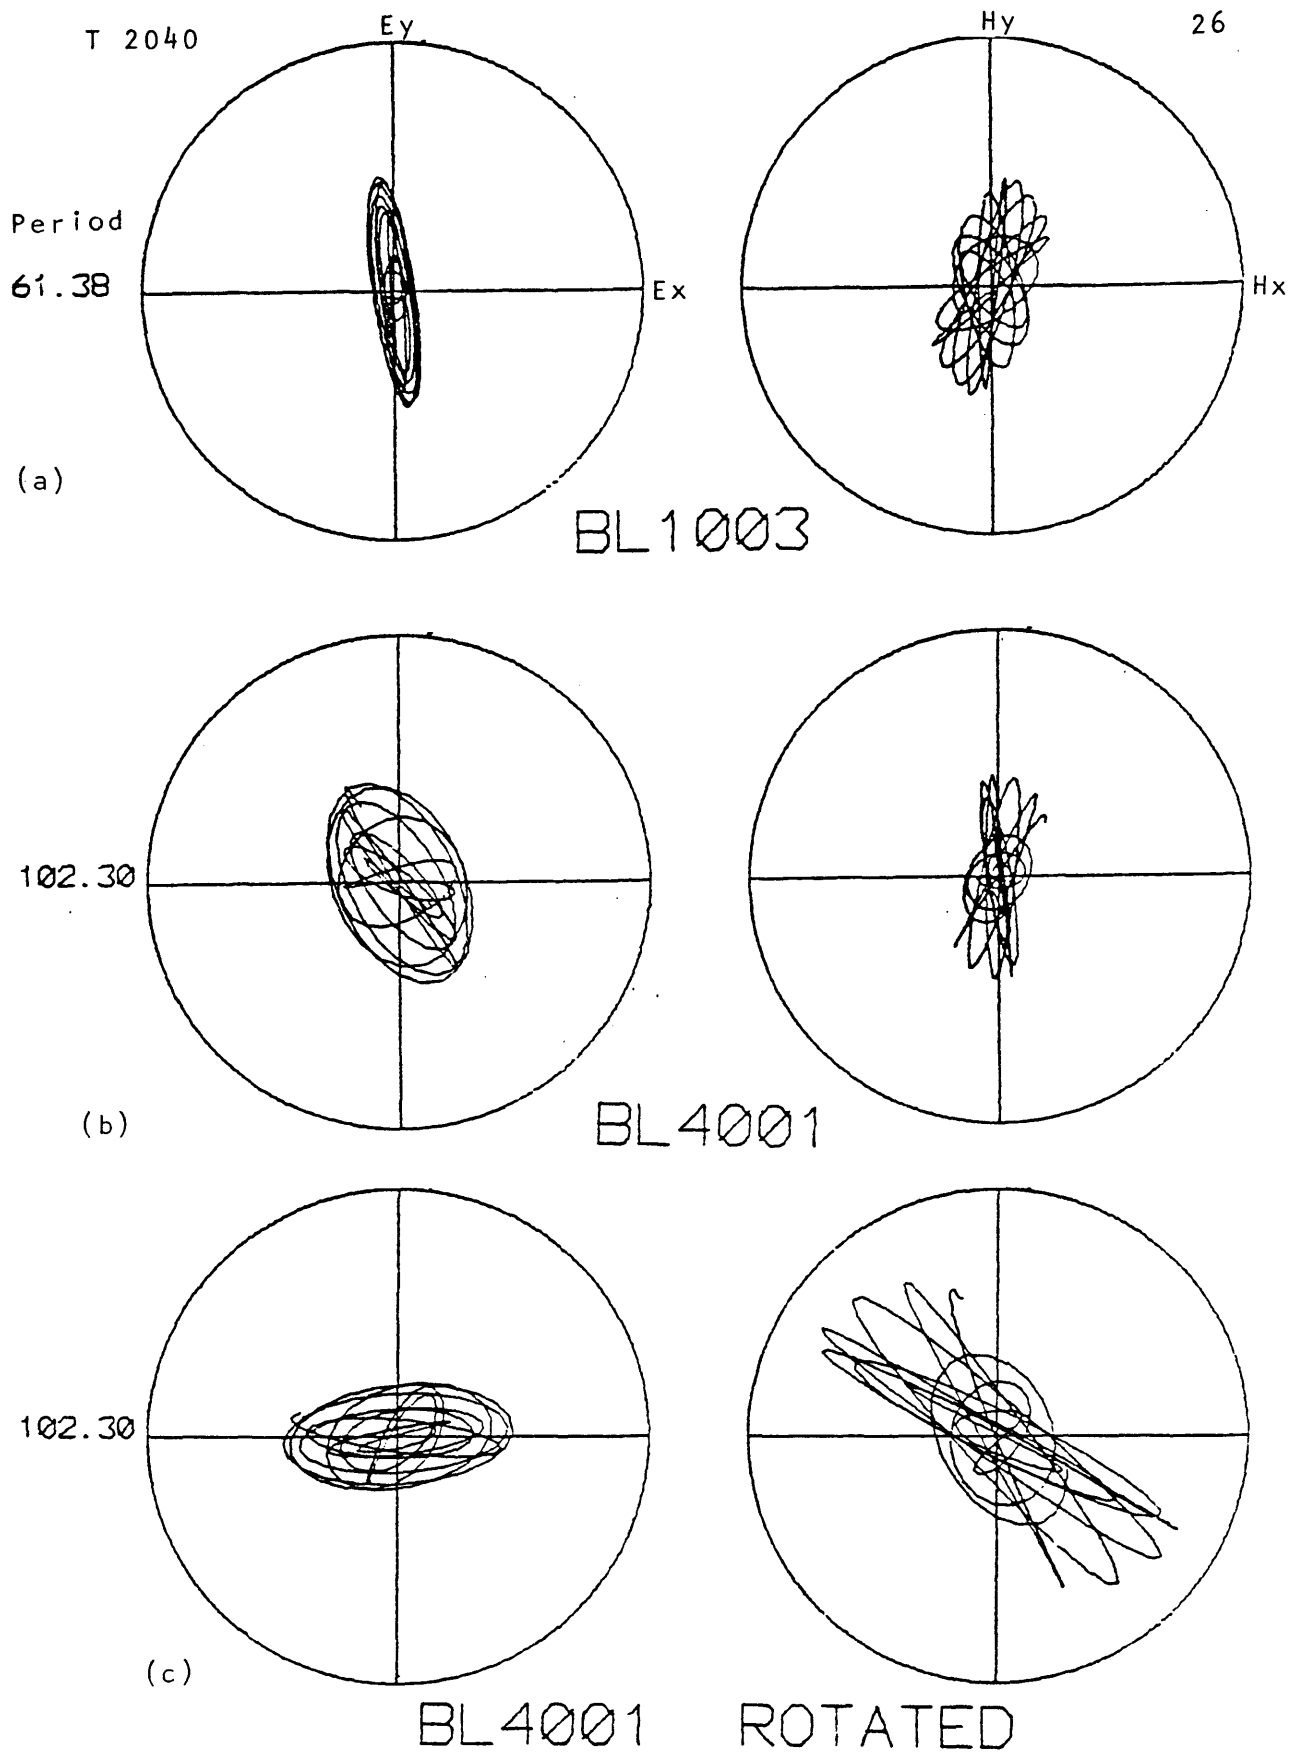 T 2040
Ey
Hy
26
Period
61.38
Ex
Hx
(a)
BL1003
102.30
(b)
BL4001
102.30
(c)
BL4001 ROTATED